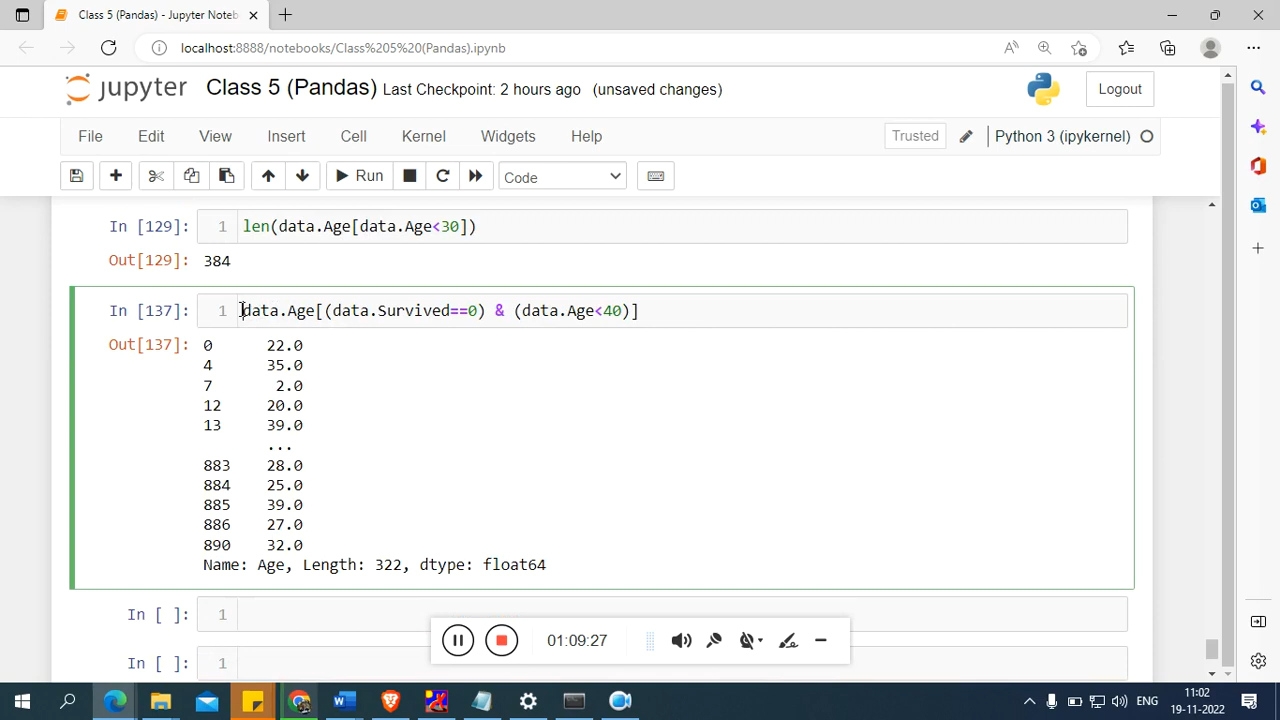 Class 5 (Pandas) - Jupyter Noteb
localhost:8888/notebooks/Class%205%20(Pandas).ipynb
jupyter Class 5 (Pandas) Last Checkpoint: 2 hours ago (unsaved changes)
Logout
File Edit View Insert Cell Kernel Widgets Help
Trusted Python 3 (ipykernel)
Run Code
In [129]: 1 len(data.Age[data.Age<30])
Out[129]: 384
In [137]: 1 data.Age[(data.Survived==0) & (data.Age<40)]
Out[137]: 0 22.0
4 35.0
7 2.0
12 20.0
13 39.0
...
883 28.0
884 25.0
885 39.0
886 27.0
890 32.0
Name: Age, Length: 322, dtype: float64
In [ ]: 1
In [ ]: 1
01:09:27
ENG
11:02
19-11-2022